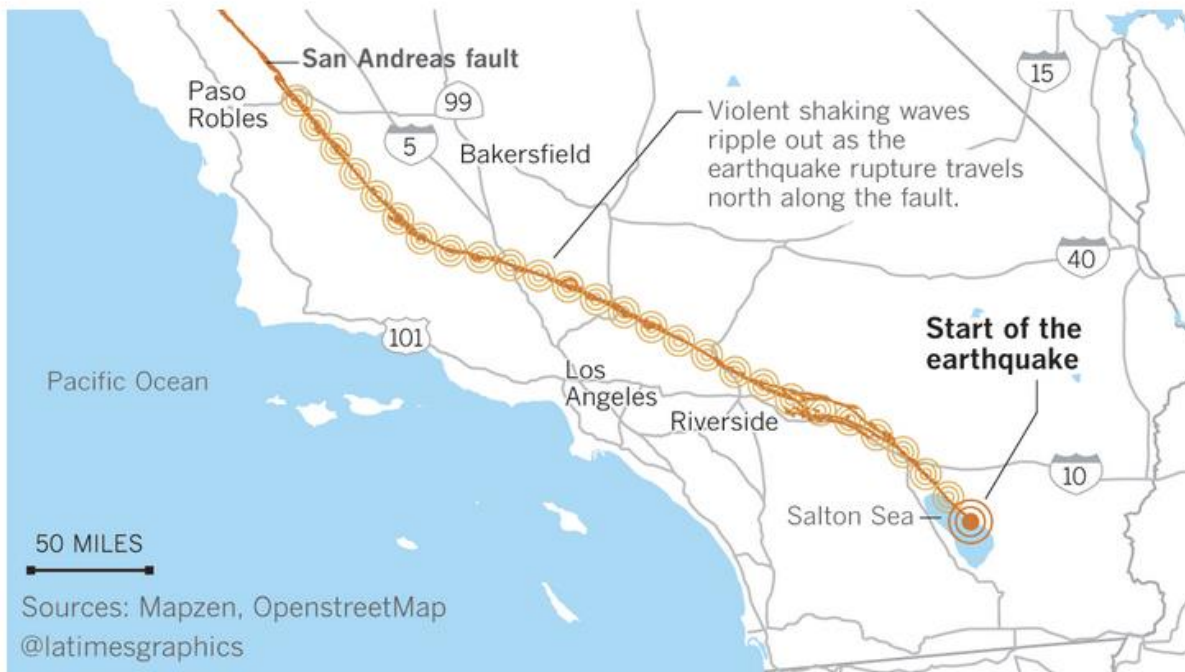 San Andreas fault
15
Paso
Robles
99
Violent shaking waves
ripple out as the
earthquake rupture travels
north along the fault.
5
Bakersfield
40
Start of the
earthquake
101
Pacific Ocean
Los
Angeles
Riverside
10
Salton Sea
50 MILES
Sources: Mapzen, OpenstreetMap
@latimesgraphics